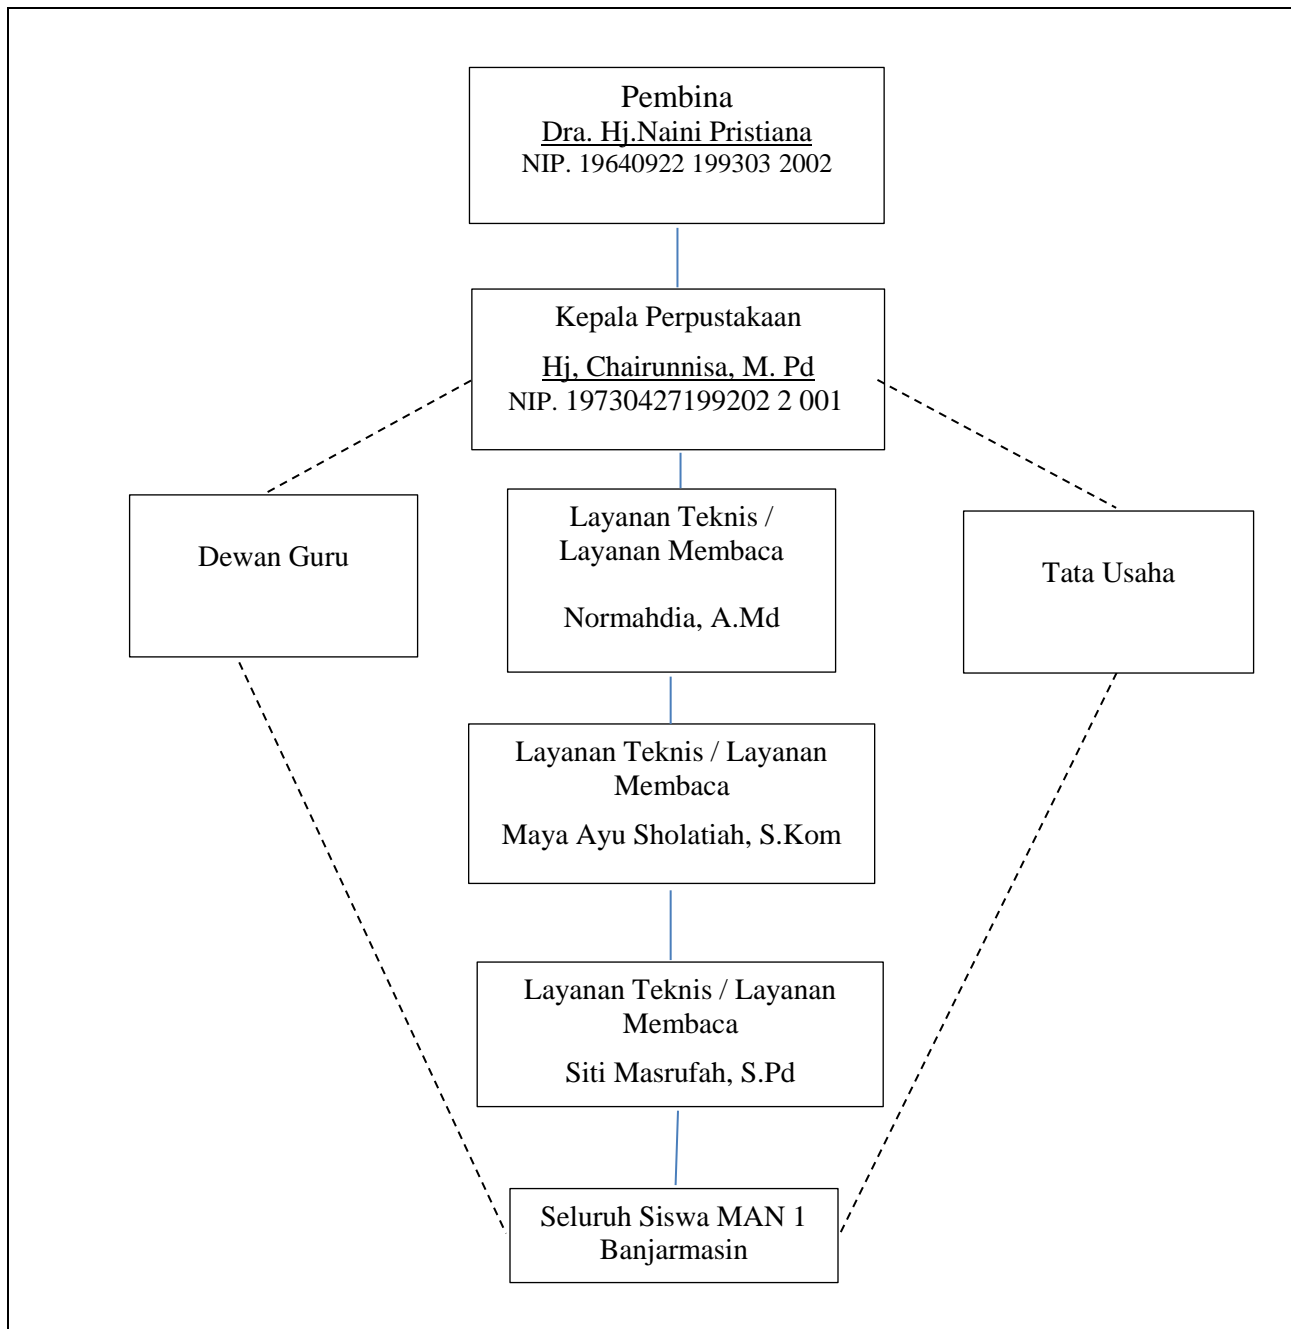 Pembina
Dra. Hj.Naini Pristiana
NIP. 19640922 199303 2002
Kepala Perpustakaan
Hj, Chairunnisa, M. Pd
NIP. 19730427199202 2 001
Dewan Guru
Layanan Teknis /
Layanan Membaca
Normahdia, A.Md
Tata Usaha
Layanan Teknis / Layanan
Membaca
Maya Ayu Sholatiah, S.Kom
Layanan Teknis / Layanan
Membaca
Siti Masrufah, S.Pd
Seluruh Siswa MAN 1
Banjarmasin